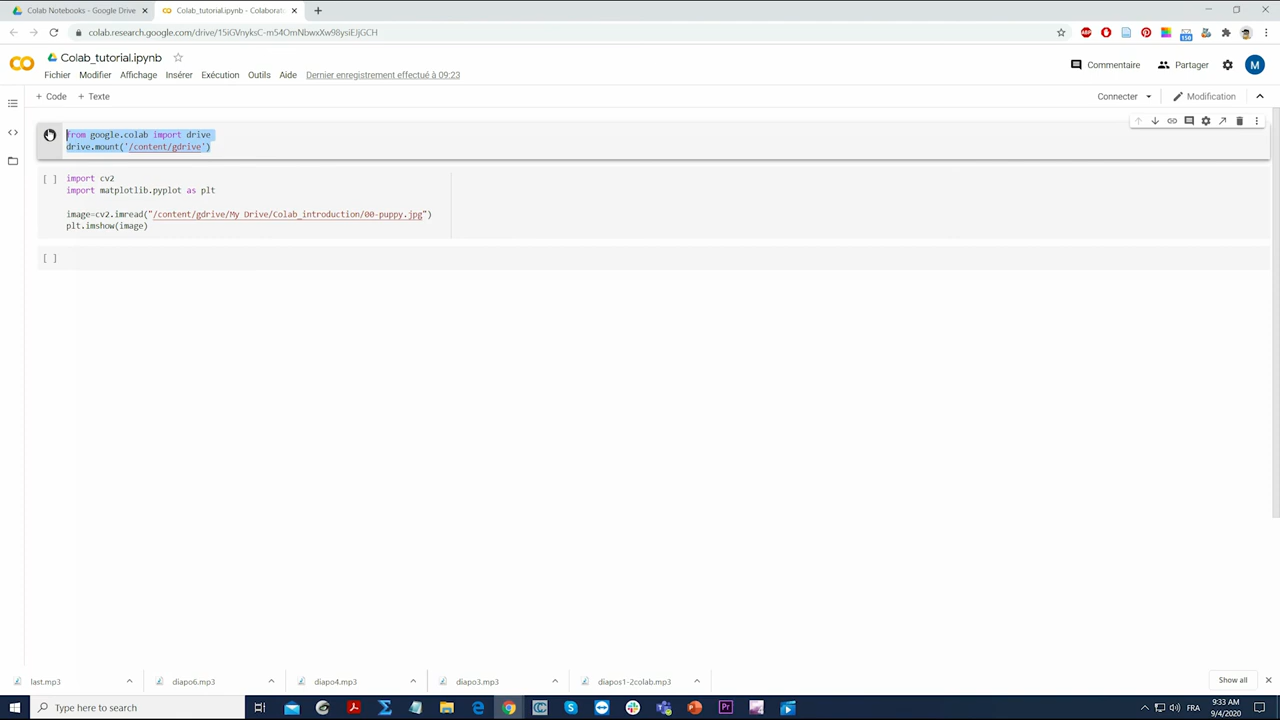 Colab Notebooks - Google Drive
Colab_tutorial.ipynb - Colaborato
colab.research.google.com/drive/15iGVnyksC-m54OmNbwxXw98ysiEJjGCH
ABP
150
Colab_tutorial.ipynb
Commentaire
Partager
M
Fichier Modifier Affichage Insérer Exécution Outils Aide Dernier enregistrement effectué à 09:23
+ Code + Texte
Connecter
Modification
from google.colab import drive
drive.mount('/content/gdrive')
[ ] import cv2
import matplotlib.pyplot as plt
image=cv2.imread("/content/gdrive/My Drive/Colab_introduction/00-puppy.jpg")
plt.imshow(image)
[ ]
last.mp3
diapo6.mp3
diapo4.mp3
diapo3.mp3
diapos1-2colab.mp3
Show all
Type here to search
FRA
9:33 AM
9/4/2020